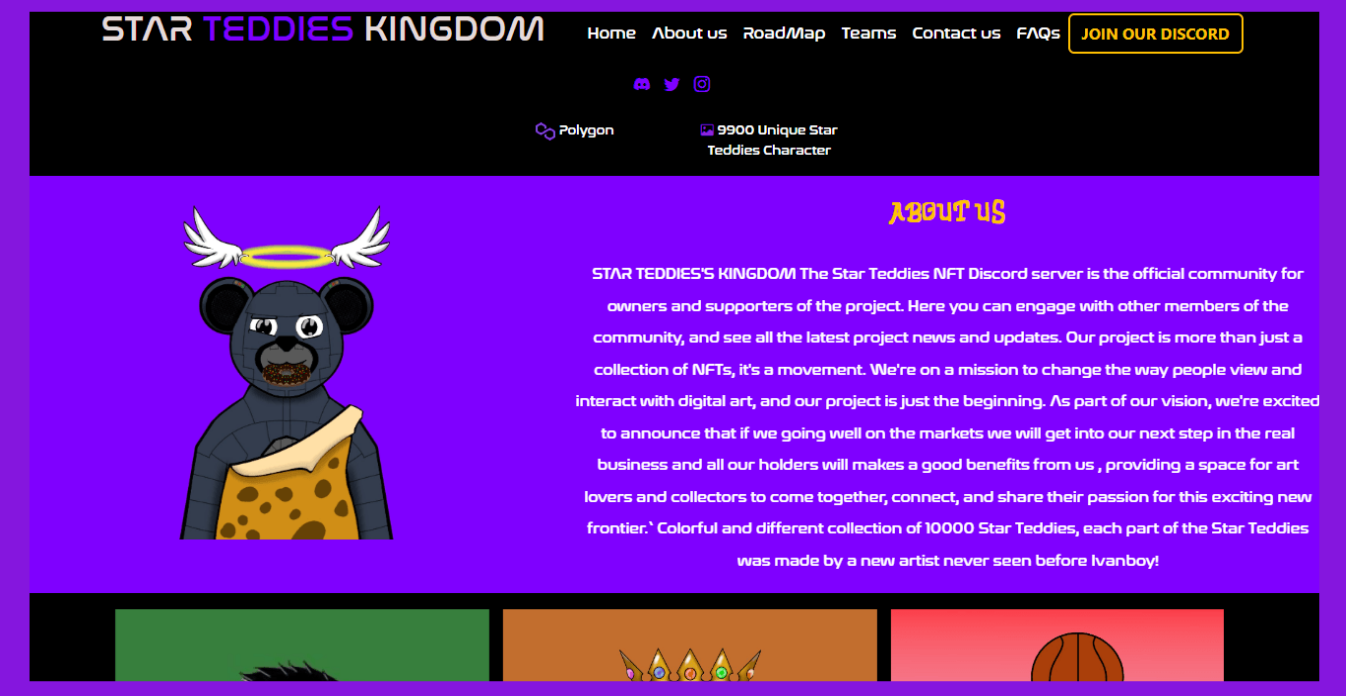 STAR TEDDIES KINGDOM
Home About us RoadMap Teams Contact us FAQs JOIN OUR DISCORD
Polygon
9900 Unique Star
Teddies Character
ABOUT US
STAR TEDDIES'S KINGDOM The Star Teddies NFT Discord server is the official community for
owners and supporters of the project. Here you can engage with other members of the
community, and see all the latest project news and updates. Our project is more than just a
collection of NFTs, it's a movement. We're on a mission to change the way people view and
interact with digital art, and our project is just the beginning. As part of our vision, we're excited
to announce that if we going well on the markets we will get into our next step in the real
business and all our holders will makes a good benefits from us , providing a space for art
lovers and collectors to come together, connect, and share their passion for this exciting new
frontier.` Colorful and different collection of 10000 Star Teddies, each part of the Star Teddies
was made by a new artist never seen before Ivanboy!